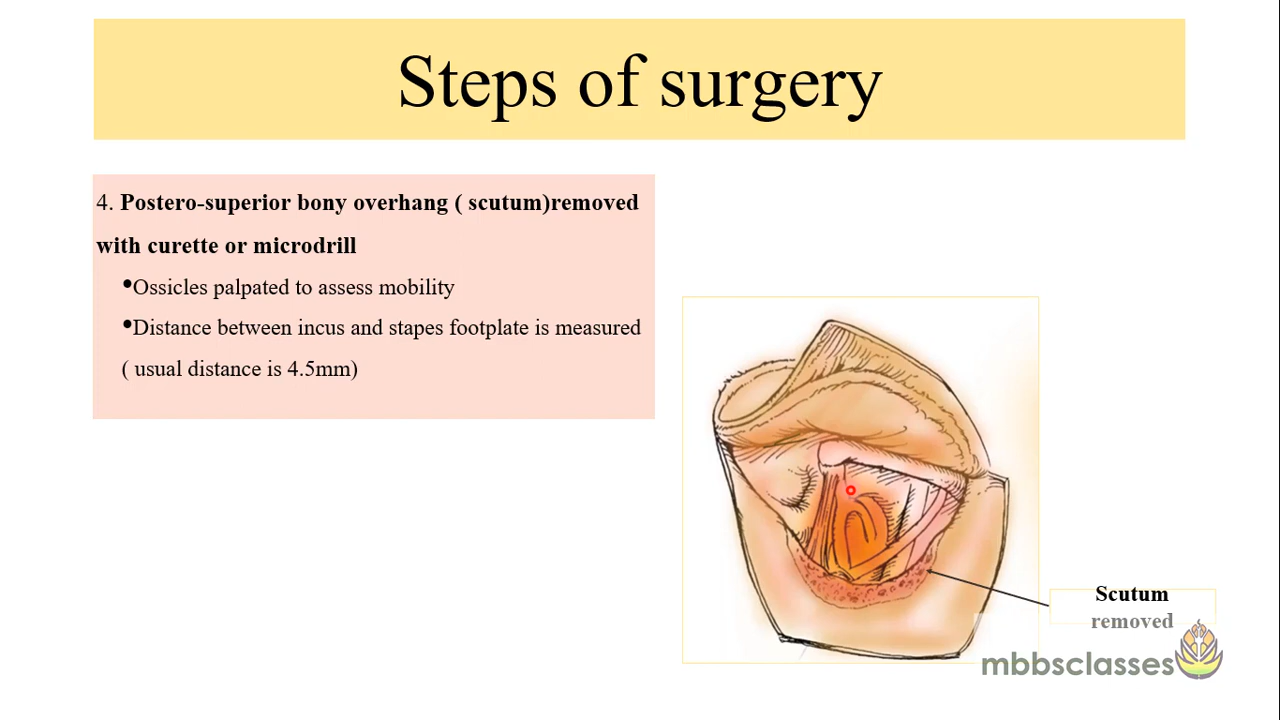 Steps of surgery
4. Postero-superior bony overhang ( scutum)removed
with curette or microdrill
•Ossicles palpated to assess mobility
•Distance between incus and stapes footplate is measured
( usual distance is 4.5mm)
Scutum
removed
mbbsclasses